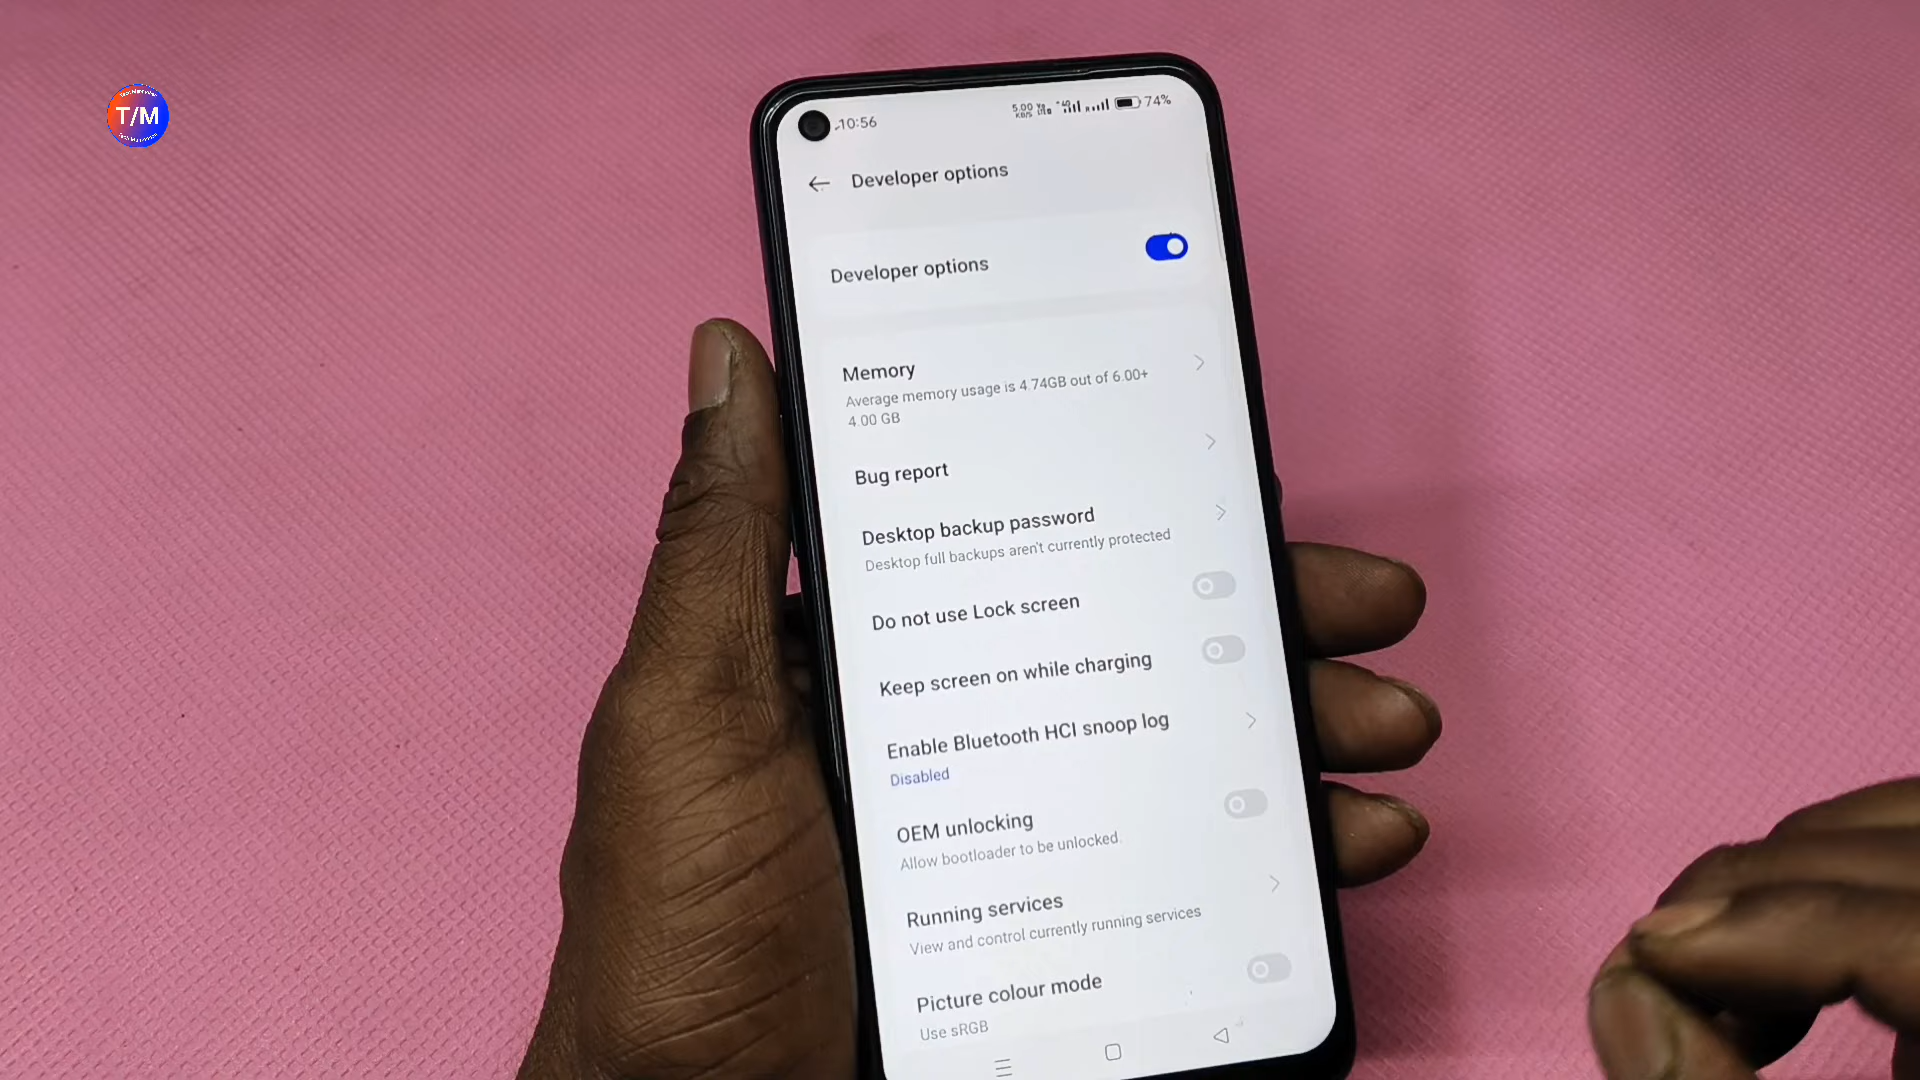 T/M
10:56
5.00
KB/S
74%
Developer options
Developer options
Memory
Average memory usage is 4.74GB out of 6.00+
4.00 GB
Bug report
Desktop backup password
Desktop full backups aren't currently protected
Do not use Lock screen
Keep screen on while charging
Enable Bluetooth HCI snoop log
Disabled
OEM unlocking
Allow bootloader to be unlocked.
Running services
View and control currently running services
Picture colour mode
Use sRGB